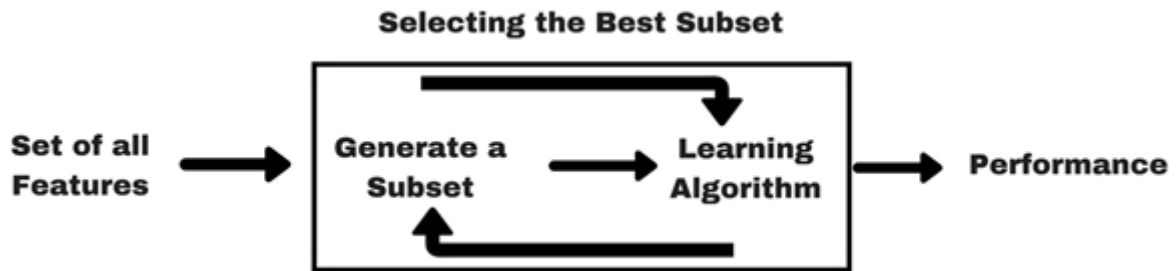 Selecting the Best Subset
Set of all
Features
Generate a
Subset
Learning
Algorithm
Performance